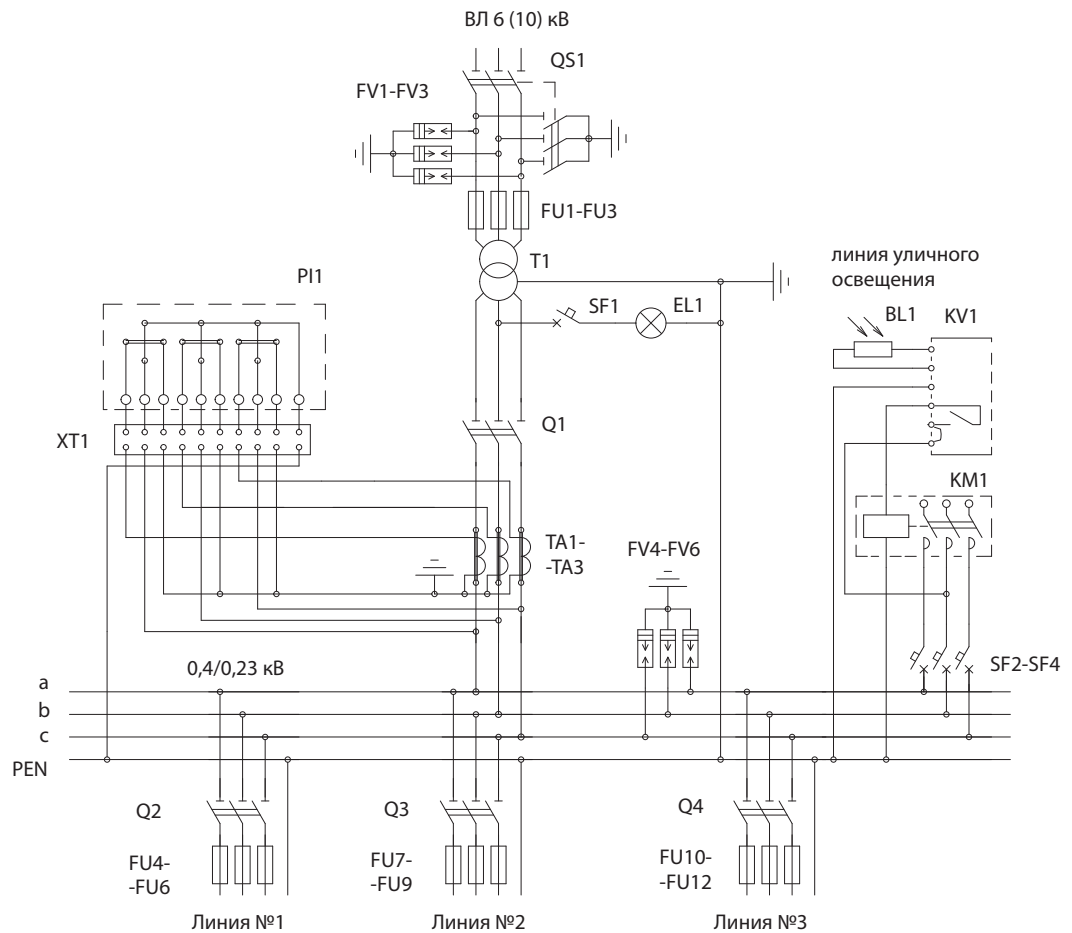 ВЛ 6 (10) кВ
QS1
FV1-FV3
FU1-FU3
T1
линия уличного
освещения
PI1
SF1
EL1
BL1
KV1
Q1
XT1
KM1
TA1-
-TA3
FV4-FV6
0,4/0,23 кВ
SF2-SF4
a
b
c
PEN
Q2
Q3
Q4
FU4-
-FU6
FU7-
-FU9
FU10-
-FU12
Линия №1
Линия №2
Линия №3